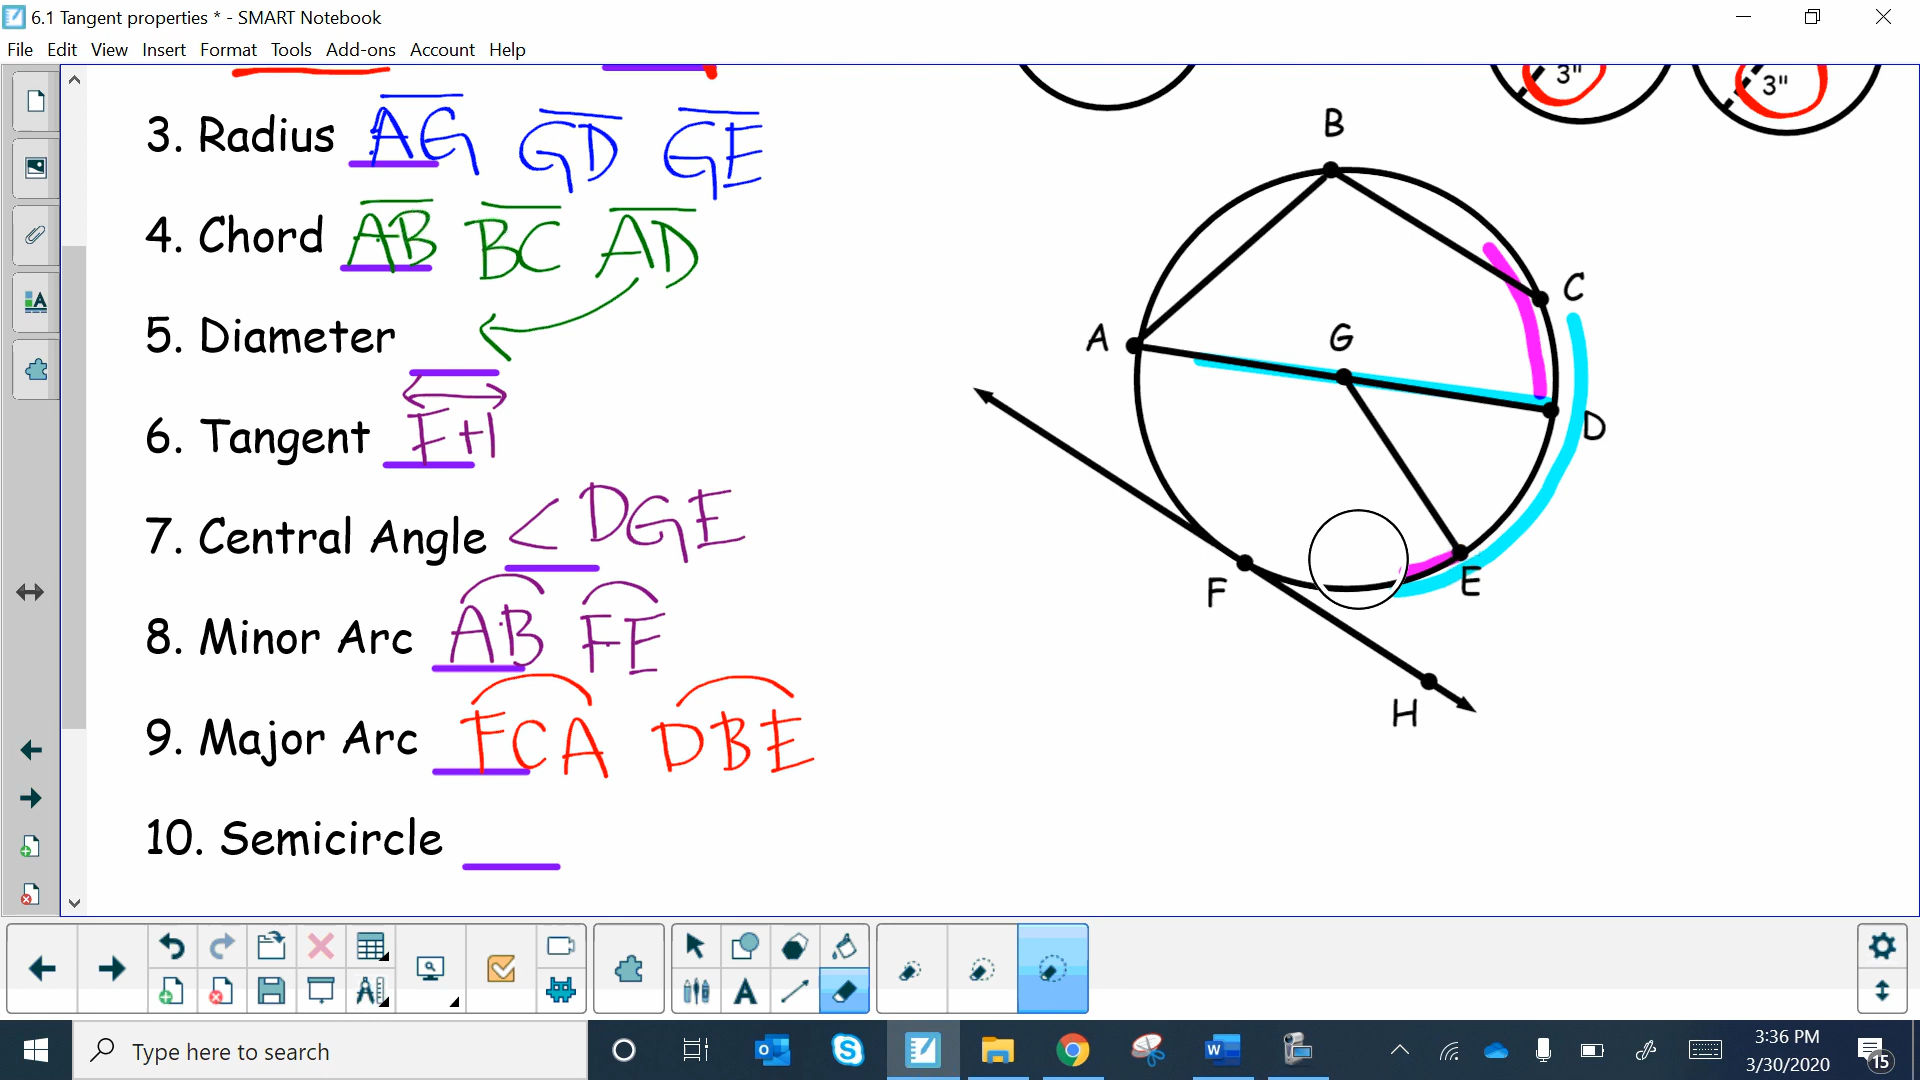 6.1 Tangent properties * - SMART Notebook
File Edit View Insert Format Tools Add-ons Account Help
3. Radius AG GD GE
4. Chord AB BC AD
5. Diameter
6. Tangent FH
7. Central Angle < DGE
8. Minor Arc AB FE
9. Major Arc FCA DBE
10. Semicircle
3"
3"
B
C
A
G
D
F
E
H
Type here to search
3:36 PM
3/30/2020
15